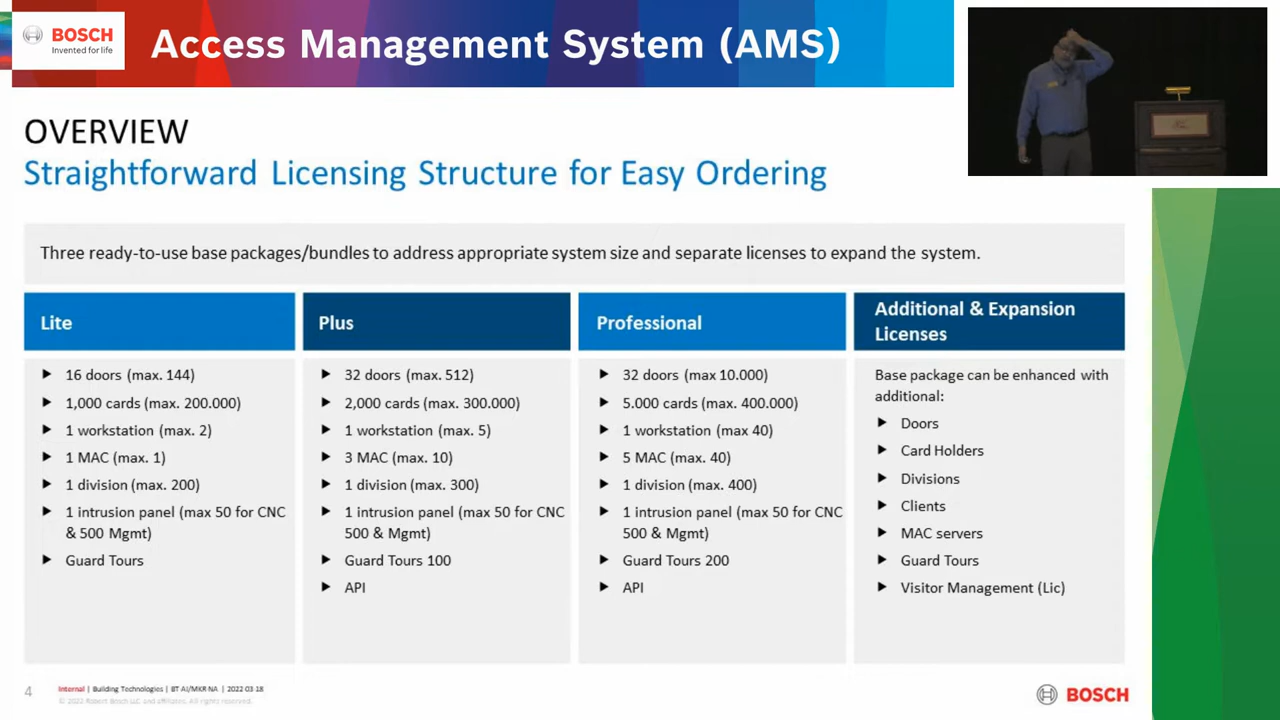 BOSCH
Invented for life
Access Management System (AMS)
OVERVIEW
Straightforward Licensing Structure for Easy Ordering
Three ready-to-use base packages/bundles to address appropriate system size and separate licenses to expand the system.
Lite
16 doors (max. 144)
1,000 cards (max. 200.000)
1 workstation (max. 2)
1 MAC (max. 1)
1 division (max. 200)
1 intrusion panel (max 50 for CNC
& 500 Mgmt)
Guard Tours
Plus
32 doors (max. 512)
2,000 cards (max. 300.000)
1 workstation (max. 5)
3 MAC (max. 10)
1 division (max. 300)
1 intrusion panel (max 50 for CNC
500 & Mgmt)
Guard Tours 100
API
Professional
32 doors (max 10.000)
5.000 cards (max. 400.000)
1 workstation (max 40)
5 MAC (max. 40)
1 division (max. 400)
1 intrusion panel (max 50 for CNC
500 & Mgmt)
Guard Tours 200
API
Additional & Expansion
Licenses
Base package can be enhanced with
additional:
Doors
Card Holders
Divisions
Clients
MAC servers
Guard Tours
Visitor Management (Lic)
4
Internal | Building Technologies | BT AI/MKR-NA | 2022-03-18
© 2022 Robert Bosch LLC. and affiliates. All rights reserved.
BOSCH